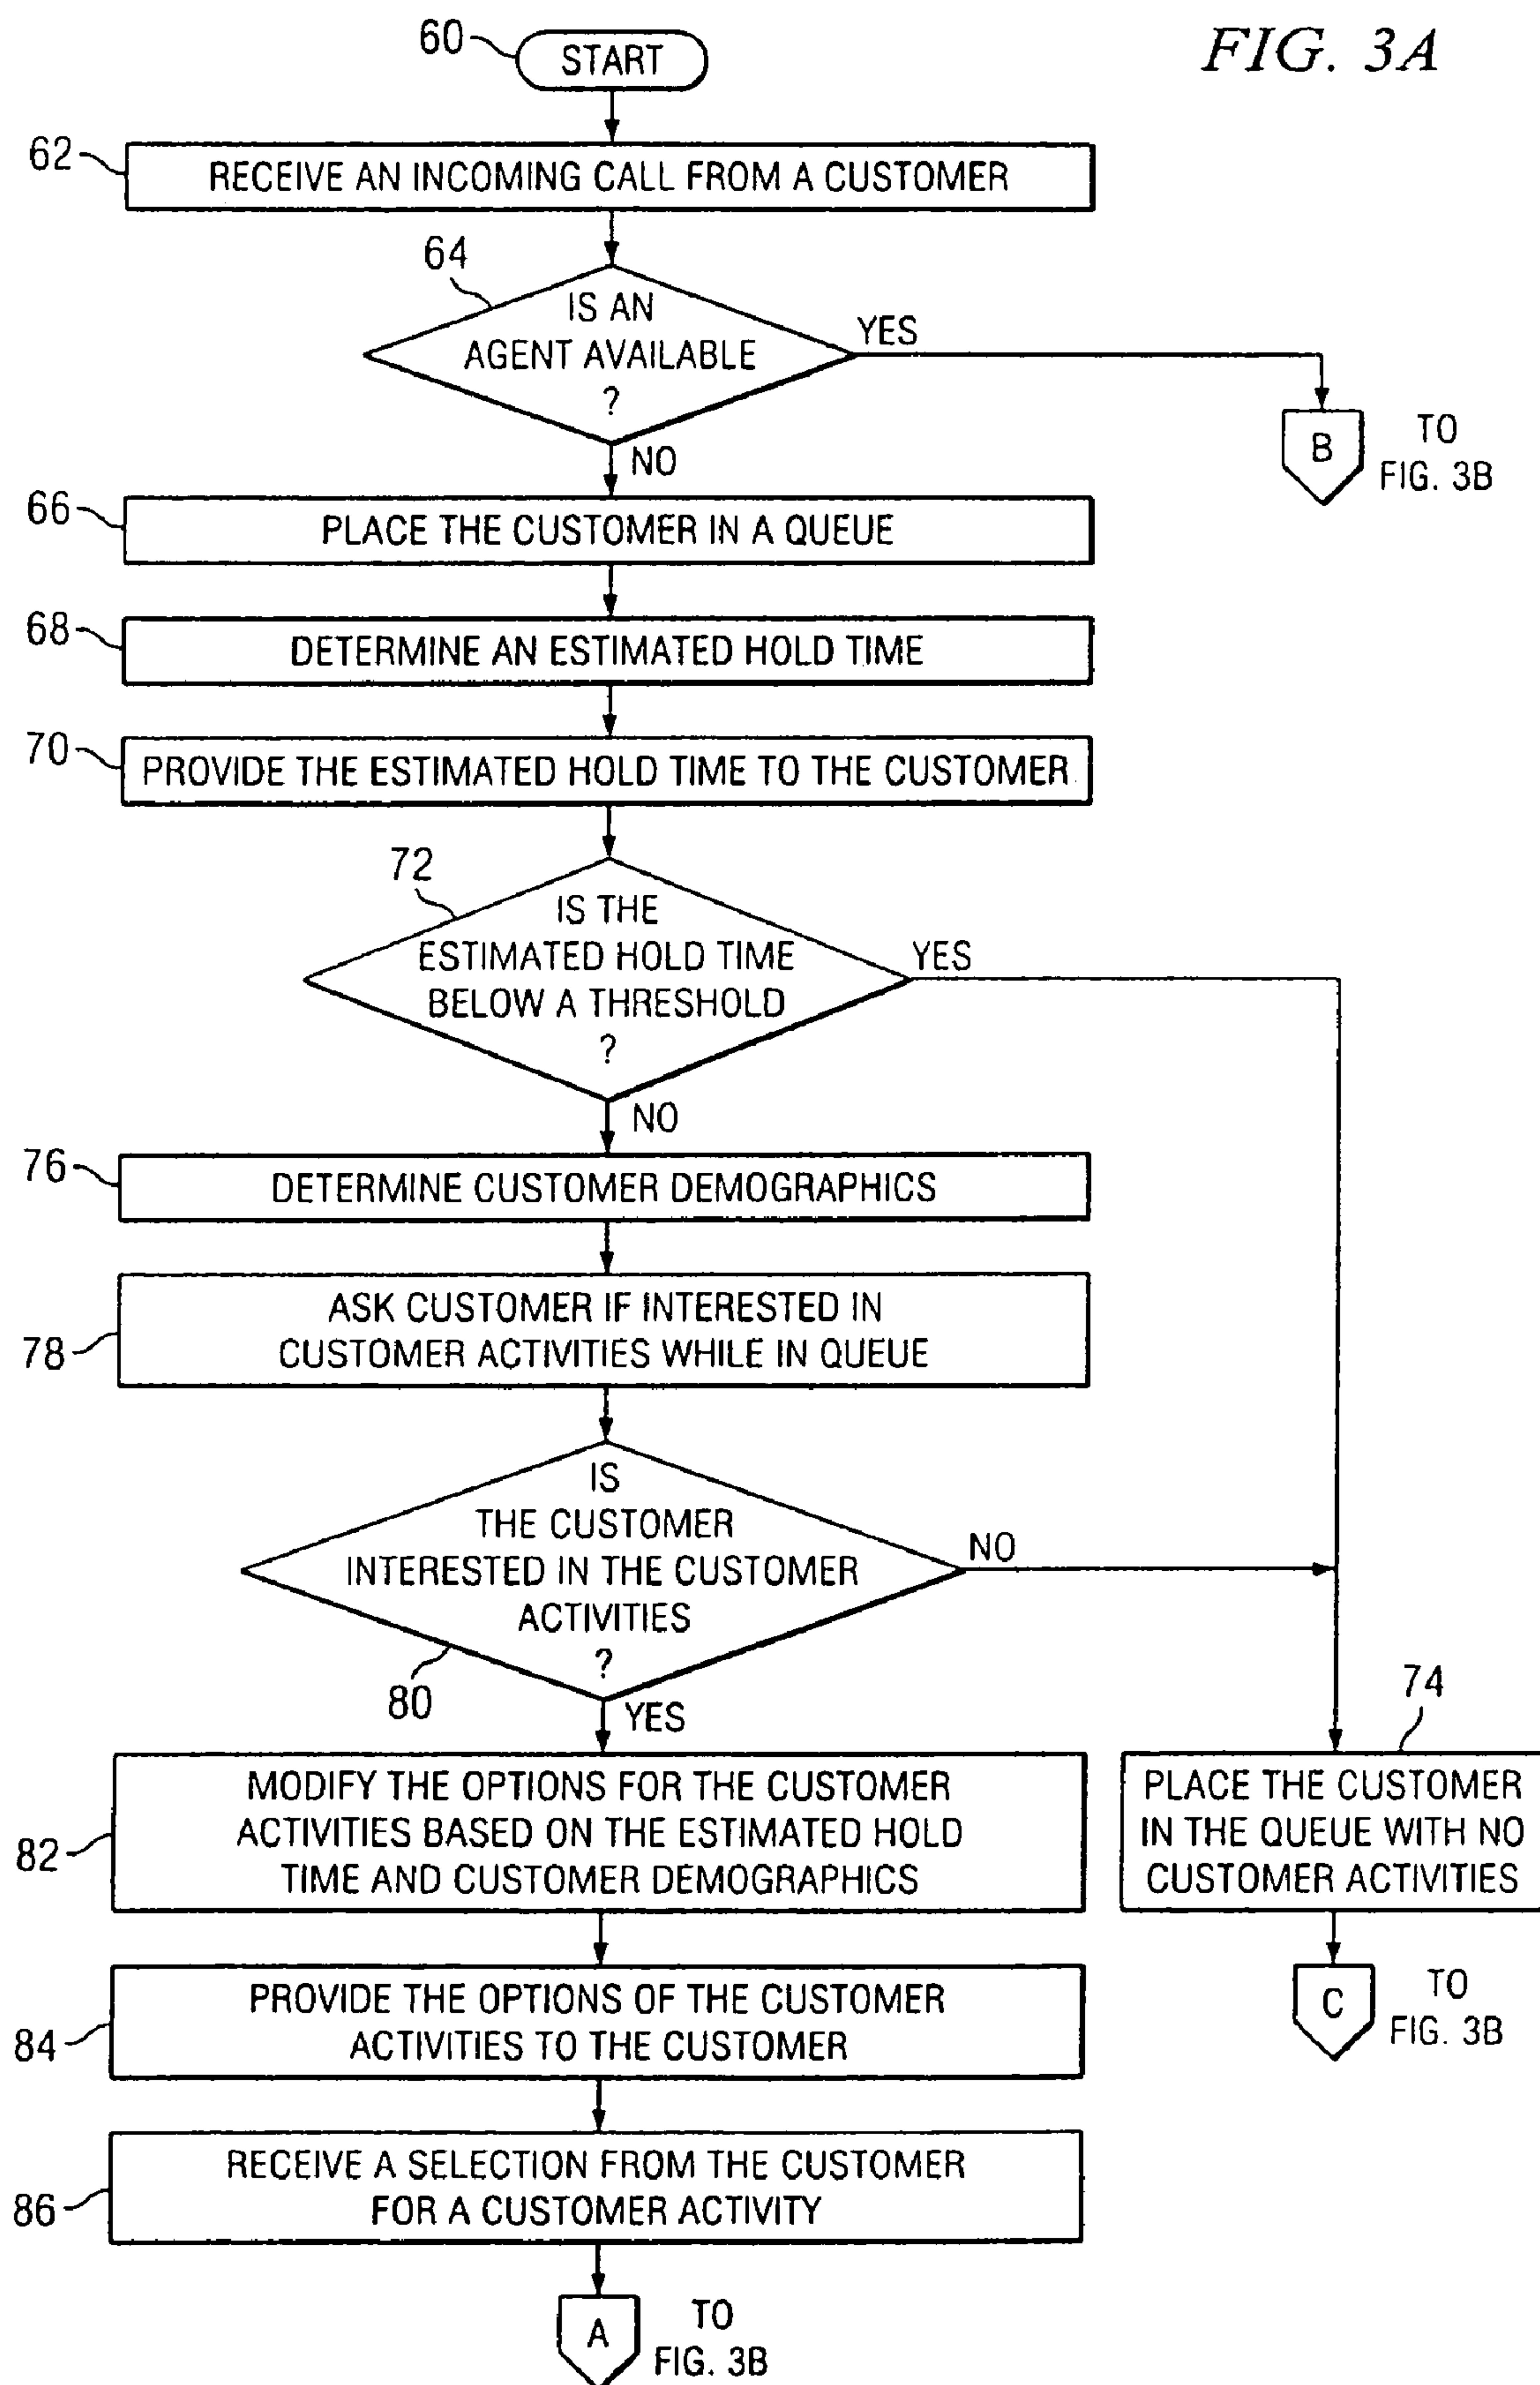 FIG. 3A
60
START
62
RECEIVE AN INCOMING CALL FROM A CUSTOMER
64
IS AN
AGENT AVAILABLE
?
YES
B
TO
FIG. 3B
NO
66
PLACE THE CUSTOMER IN A QUEUE
68
DETERMINE AN ESTIMATED HOLD TIME
70
PROVIDE THE ESTIMATED HOLD TIME TO THE CUSTOMER
72
IS THE
ESTIMATED HOLD TIME
BELOW A THRESHOLD
?
YES
NO
76
DETERMINE CUSTOMER DEMOGRAPHICS
78
ASK CUSTOMER IF INTERESTED IN
CUSTOMER ACTIVITIES WHILE IN QUEUE
IS
THE CUSTOMER
INTERESTED IN THE CUSTOMER
ACTIVITIES
?
80
NO
YES
74
PLACE THE CUSTOMER
IN THE QUEUE WITH NO
CUSTOMER ACTIVITIES
C
TO
FIG. 3B
82
MODIFY THE OPTIONS FOR THE CUSTOMER
ACTIVITIES BASED ON THE ESTIMATED HOLD
TIME AND CUSTOMER DEMOGRAPHICS
84
PROVIDE THE OPTIONS OF THE CUSTOMER
ACTIVITIES TO THE CUSTOMER
86
RECEIVE A SELECTION FROM THE CUSTOMER
FOR A CUSTOMER ACTIVITY
A
TO
FIG. 3B